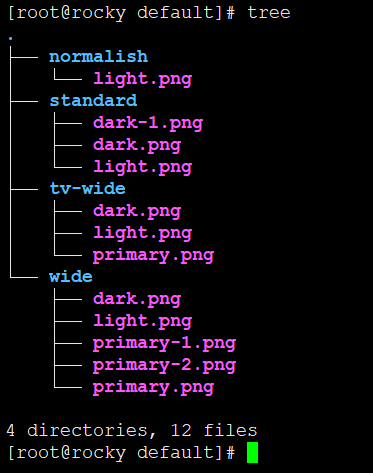 [root@rocky default]# tree
.
├── normalish
│   └── light.png
├── standard
│   ├── dark-1.png
│   ├── dark.png
│   └── light.png
├── tv-wide
│   ├── dark.png
│   ├── light.png
│   └── primary.png
└── wide
    ├── dark.png
    ├── light.png
    ├── primary-1.png
    ├── primary-2.png
    └── primary.png

4 directories, 12 files
[root@rocky default]#